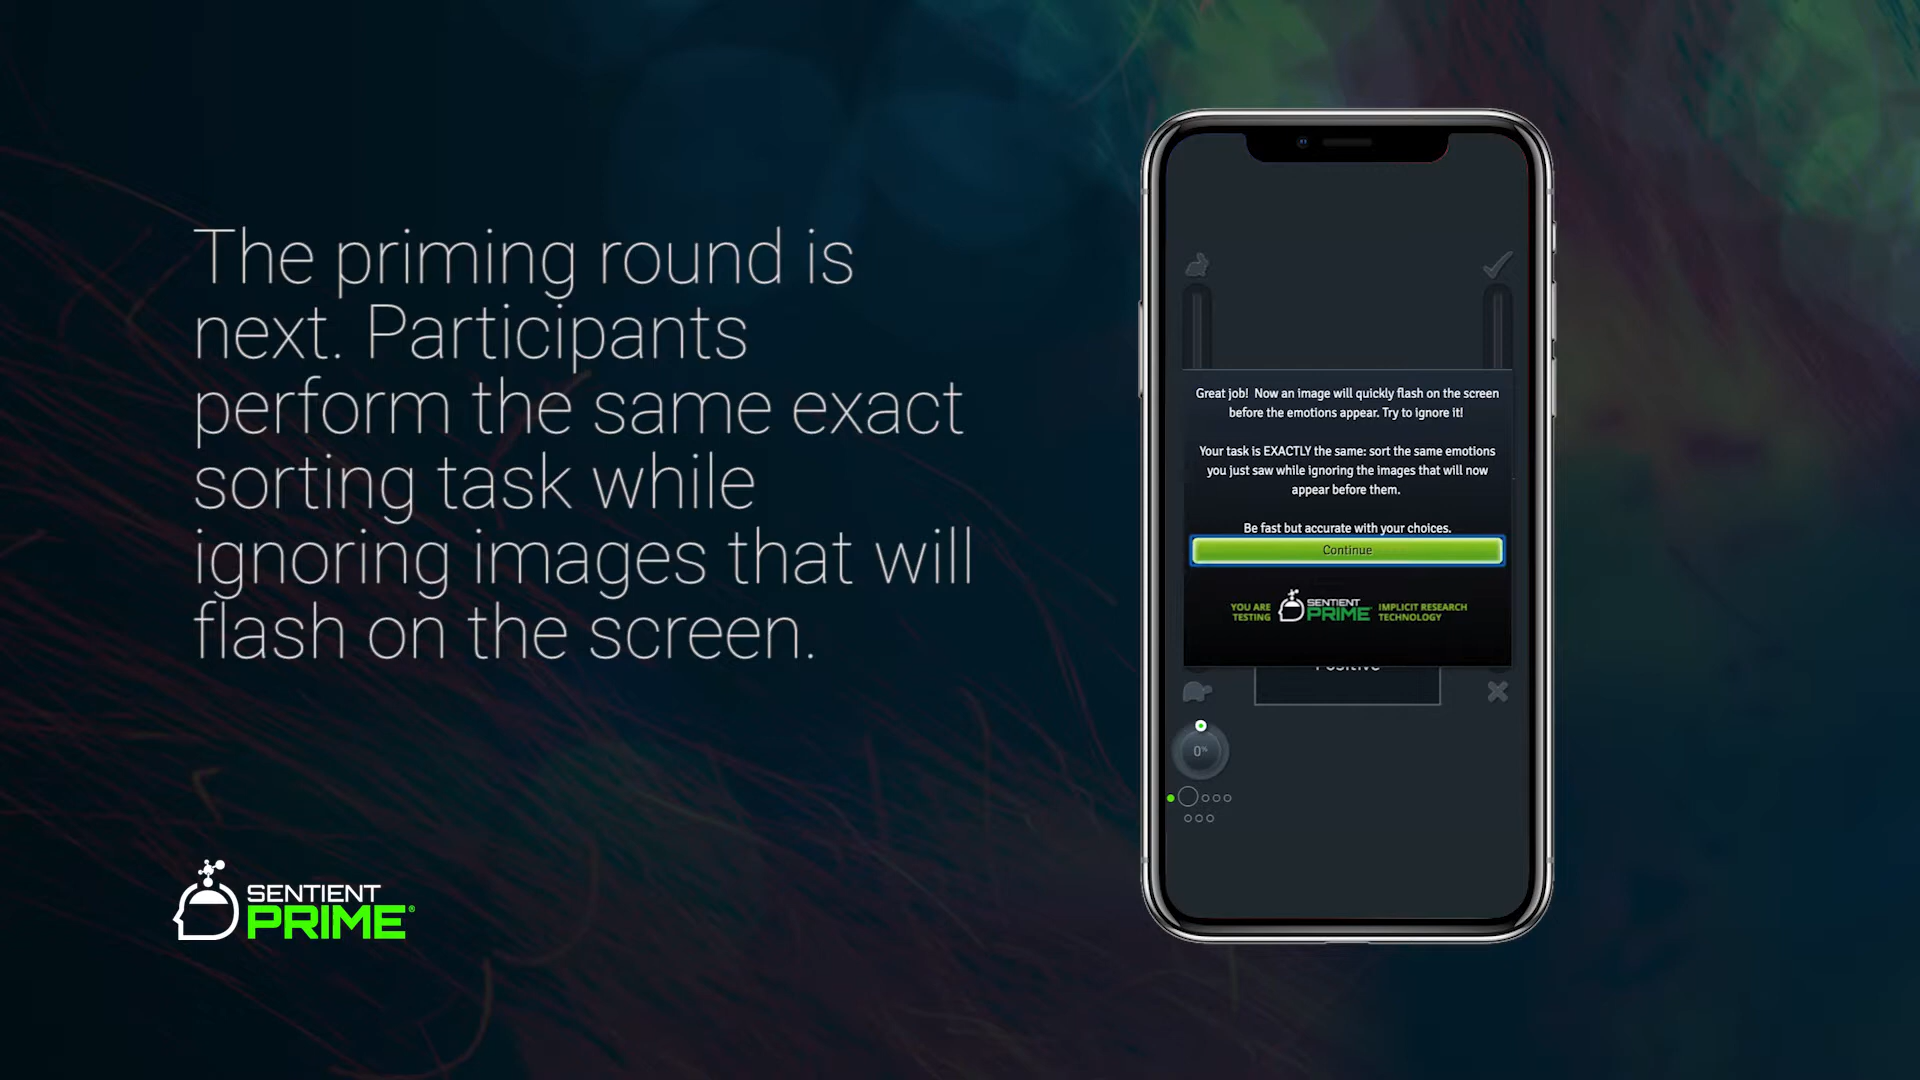 The priming round is
next. Participants
perform the same exact
sorting task while
ignoring images that will
flash on the screen.
SENTIENT
PRIME®
Great job! Now an image will quickly flash on the screen
before the emotions appear. Try to ignore it!
Your task is EXACTLY the same: sort the same emotions
you just saw while ignoring the images that will now
appear before them.
Be fast but accurate with your choices.
Continue
YOU ARE TESTING SENTIENT PRIME IMPLICIT RESEARCH TECHNOLOGY
Positive
0%